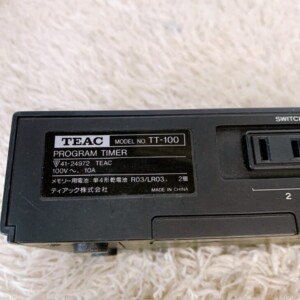 SWITCH
TEAC MODEL NO. TT-100
PROGRAM TIMER
41-24972 TEAC
100V~, 10A
メモリー用電池 単4形乾電池 R03/LR03, 2個
ティアック株式会社 MADE IN CHINA
2